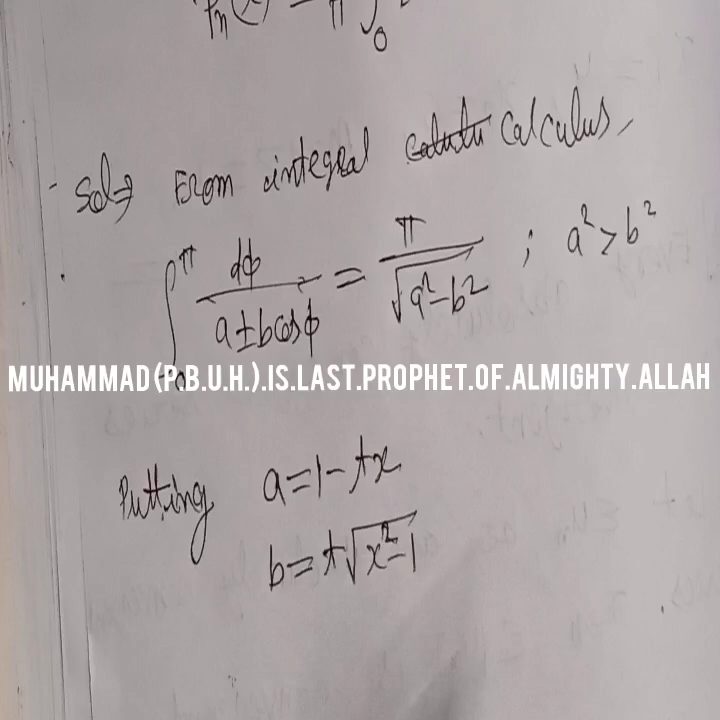 Sol⇒ From integral calculus,
∫₀^π dφ/(a±b cosφ) = π/√(a²-b²) ; a²>b²
MUHAMMAD(P.B.U.H.).IS.LAST.PROPHET.OF.ALMIGHTY.ALLAH
Putting a=1-tx
b=t√(x²-1)